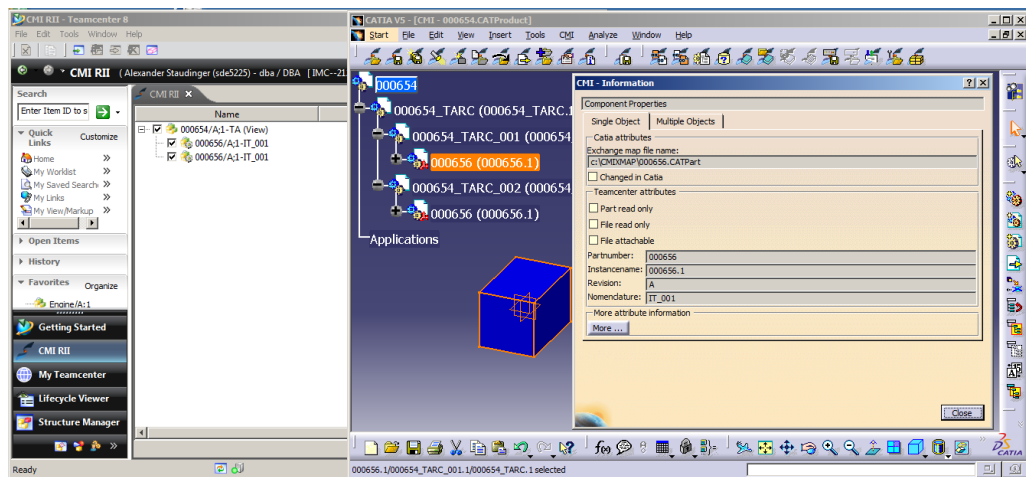 CMI RII - Teamcenter 8
File Edit Tools Window Help
CMI RII ( Alexander Staudinger (sde5225) - dba / DBA [ IMC--21
Search
Enter Item ID to s
Quick Links Customize
Home
My Worklist
My Saved Search
My Links
My View/Markup
Open Items
History
Favorites Organize
Engine/A:1
Getting Started
CMI RII
My Teamcenter
Lifecycle Viewer
Structure Manager
Ready
CMI RII
Name
000654/A;1-TA (View)
000656/A;1-IT_001
000656/A;1-IT_001
CATIA V5 - [CMI - 000654.CATProduct]
Start File Edit View Insert Tools CMI Analyze Window Help
000654
000654_TARC (000654_TARC.1
000654_TARC_001 (000654
000656 (000656.1)
000654_TARC_002 (000654
000656 (000656.1)
Applications
CMI - Information
Component Properties
Single Object Multiple Objects
Catia attributes
Exchange map file name:
c:\CMIXMAP\000656.CATPart
Changed in Catia
Teamcenter attributes
Part read only
File read only
File attachable
Partnumber: 000656
Instancename: 000656.1
Revision: A
Nomenclature: IT_001
More attribute information
More ...
Close
CATIA
000656.1/000654_TARC_001.1/000654_TARC.1 selected